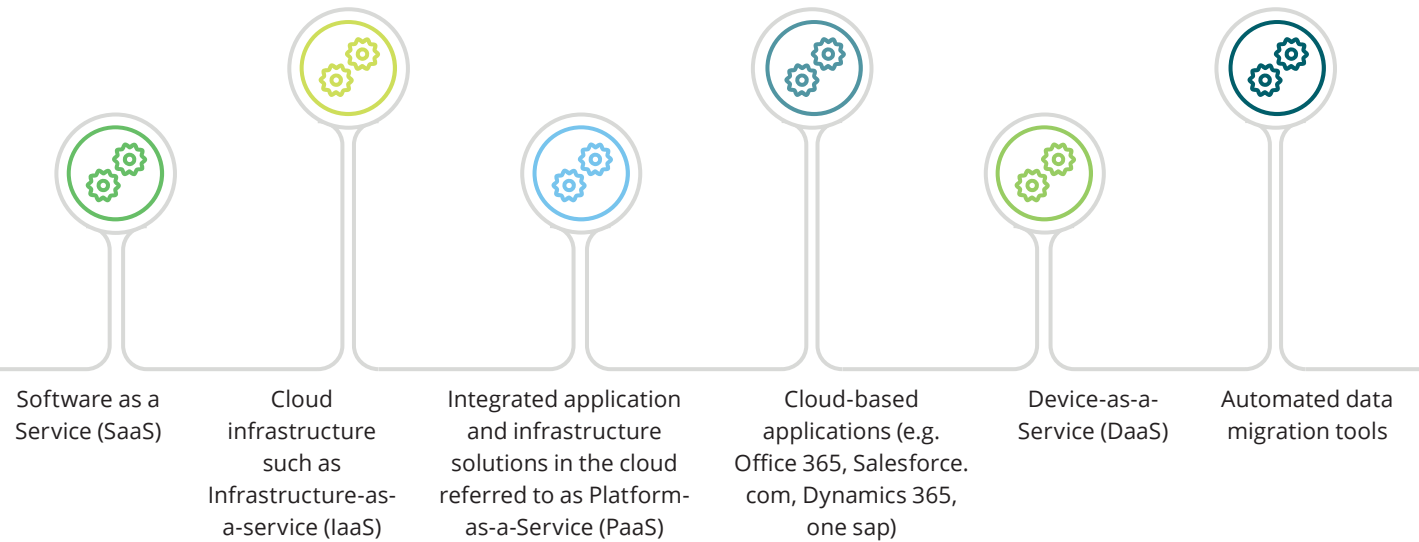 Software as a
Service (SaaS)
Cloud
infrastructure
such as
Infrastructure-as-
a-service (IaaS)
Integrated application
and infrastructure
solutions in the cloud
referred to as Platform-
as-a-Service (PaaS)
Cloud-based
applications (e.g.
Office 365, Salesforce.
com, Dynamics 365,
one sap)
Device-as-a-
Service (DaaS)
Automated data
migration tools